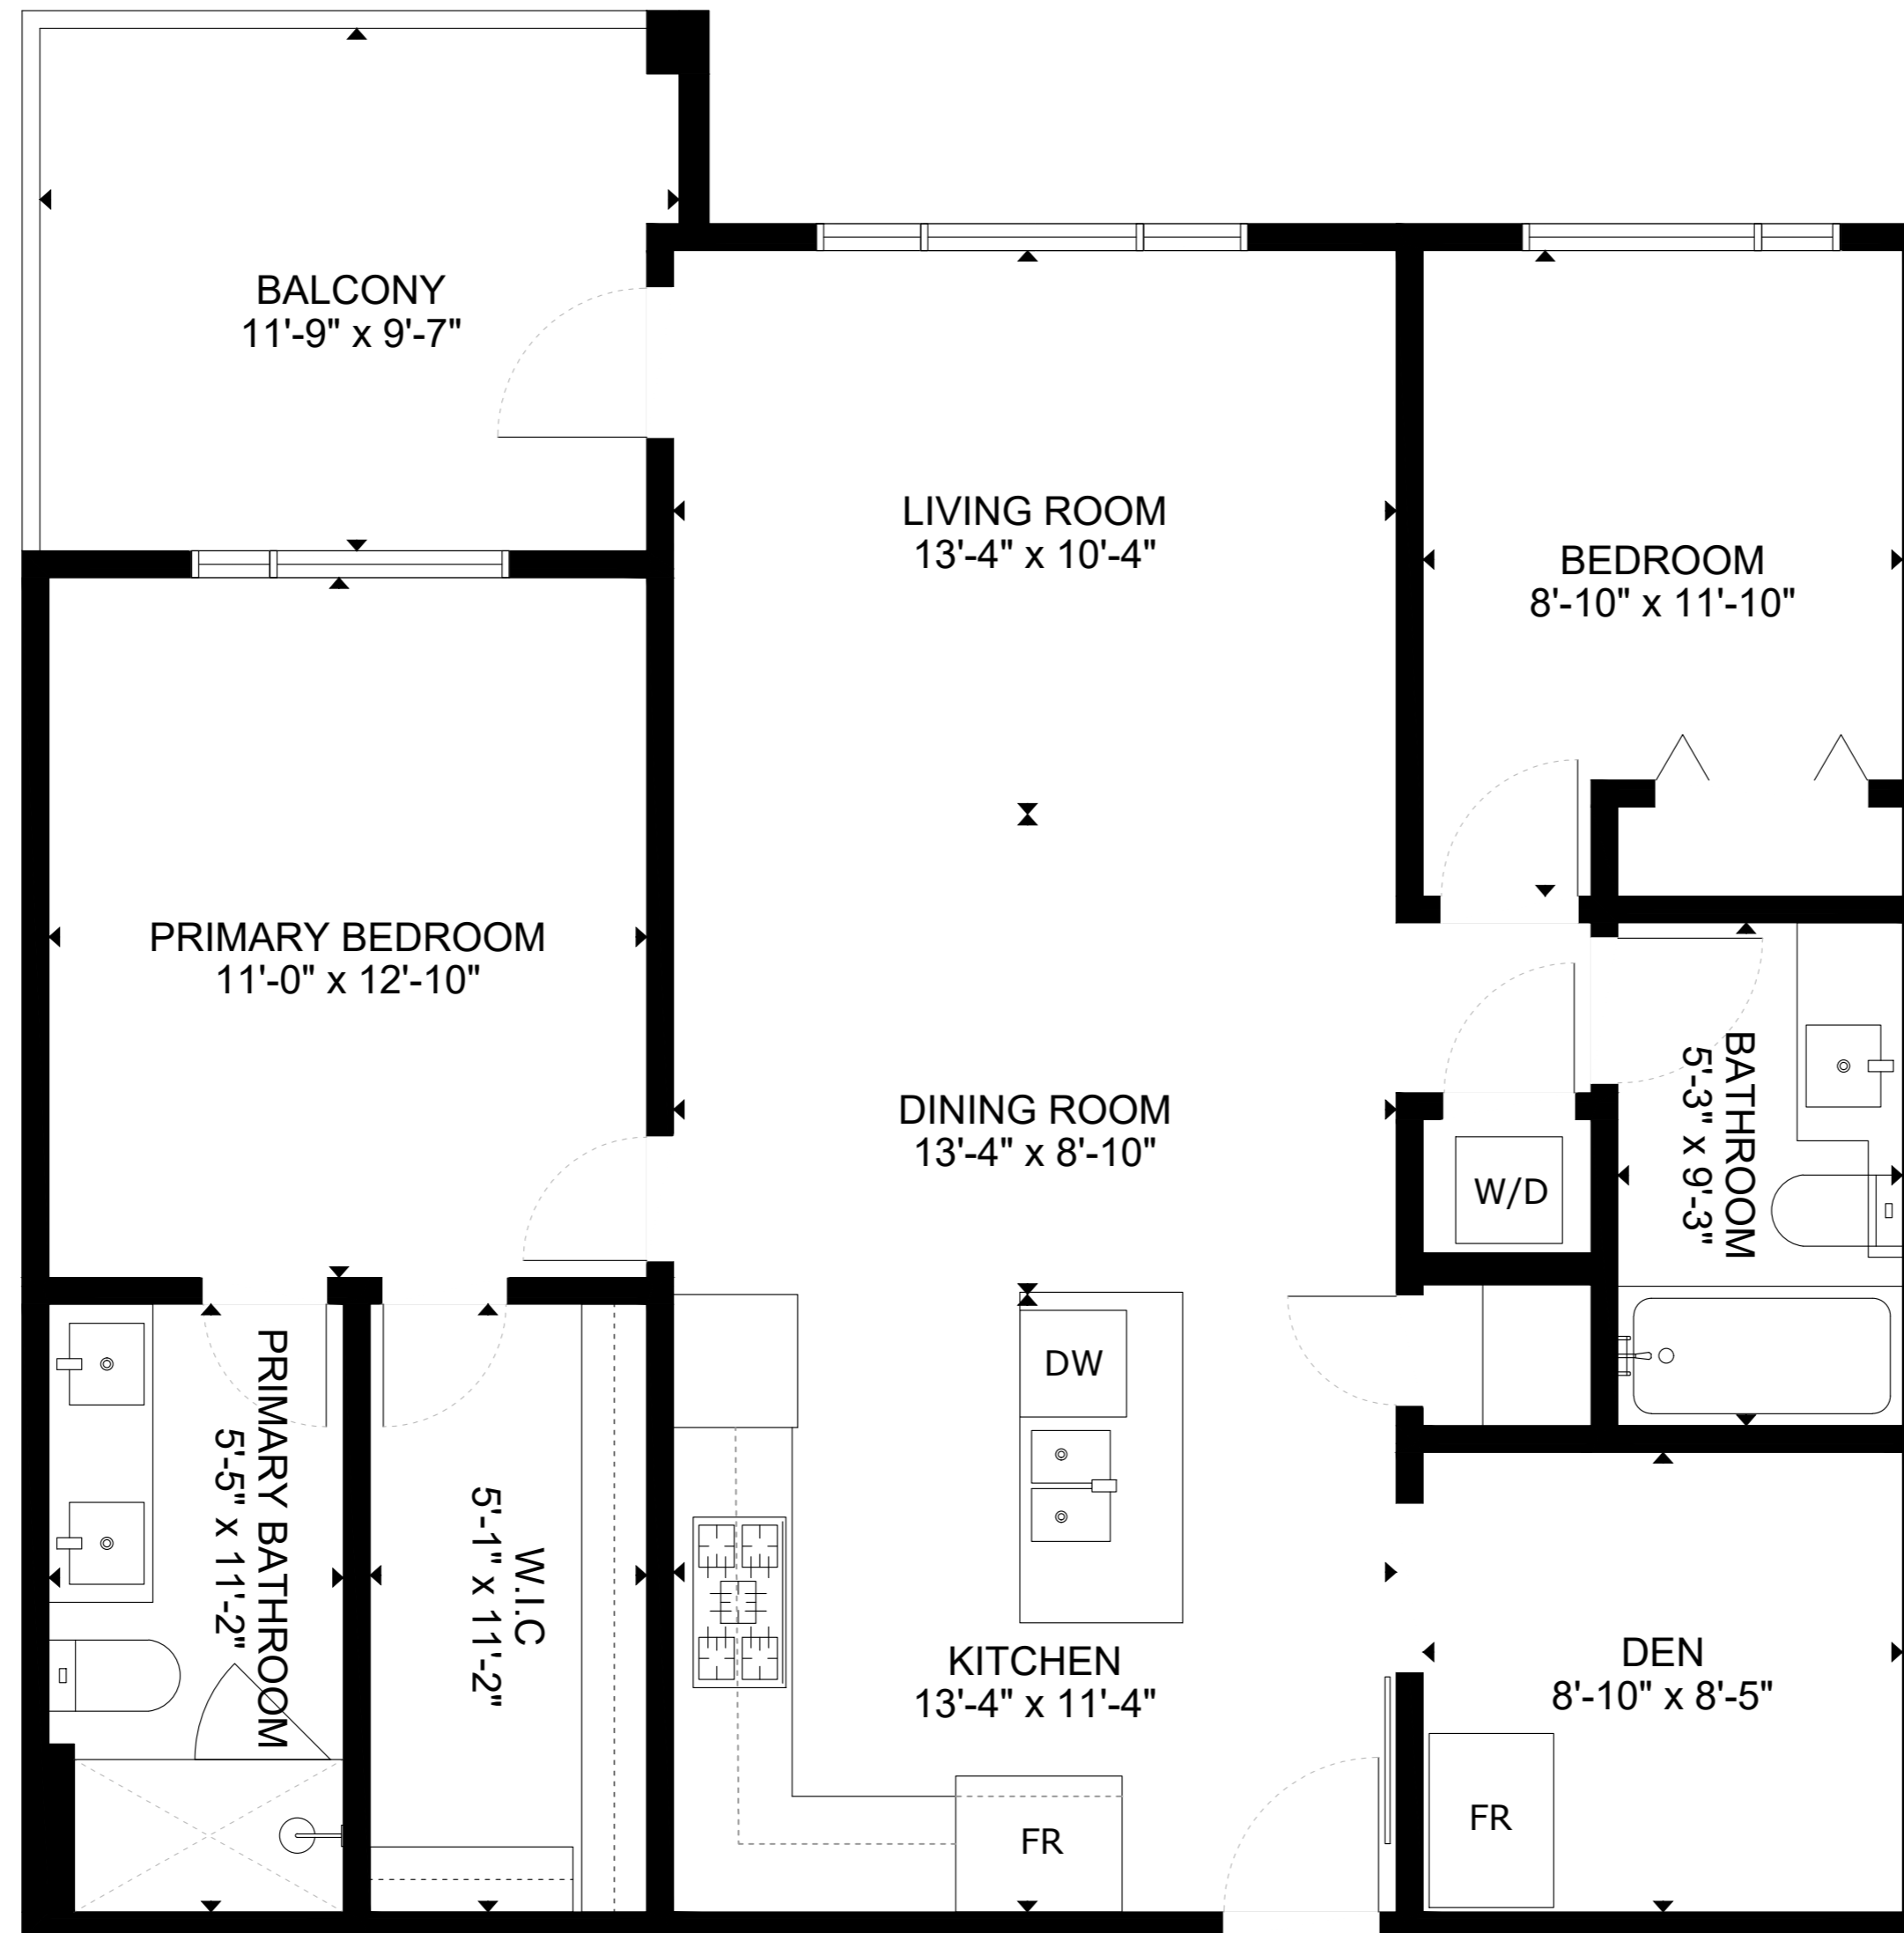 BALCONY
11'-9" x 9'-7"
LIVING ROOM
13'-4" x 10'-4"
BEDROOM
8'-10" x 11'-10"
PRIMARY BEDROOM
11'-0" x 12'-10"
DINING ROOM
13'-4" x 8'-10"
W/D
BATHROOM
5'-3" x 9'-3"
PRIMARY BATHROOM
5'-5" x 11'-2"
W.I.C
5'-1" x 11'-2"
DW
KITCHEN
13'-4" x 11'-4"
FR
DEN
8'-10" x 8'-5"
FR